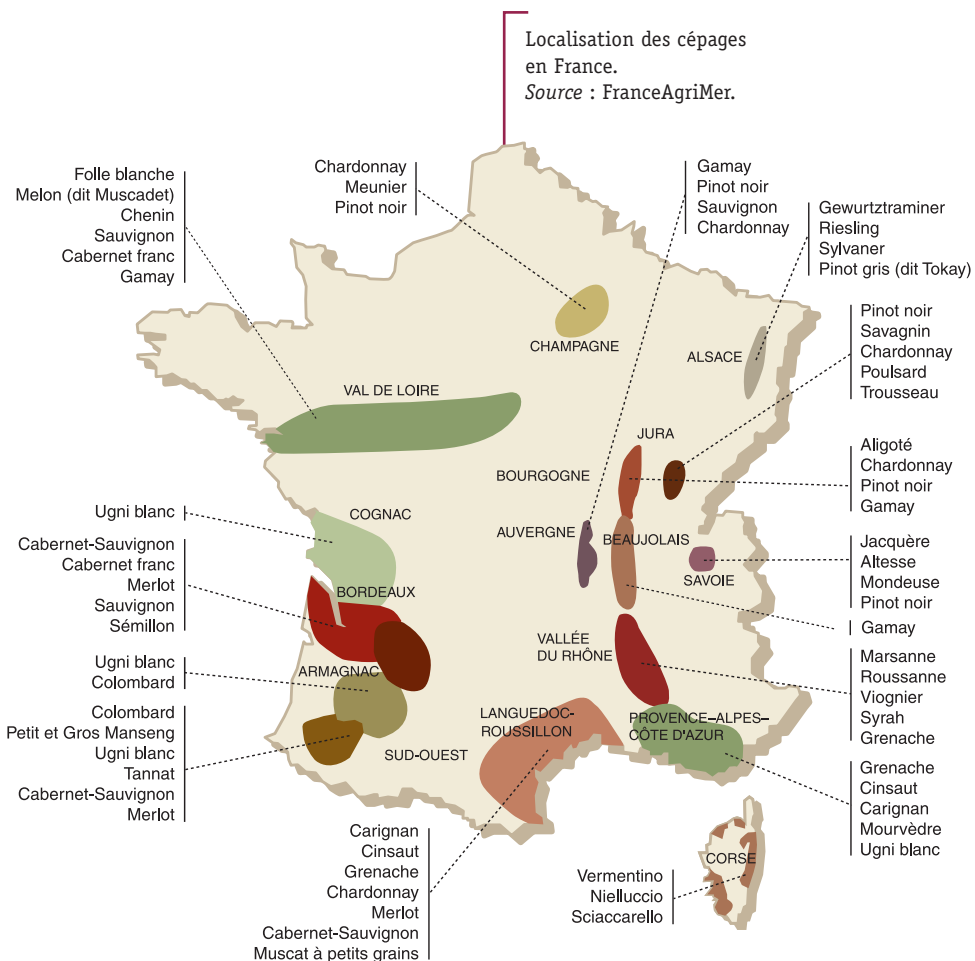 Localisation des cépages
en France.
Source : FranceAgriMer.
Folle blanche
Melon (dit Muscadet)
Chenin
Sauvignon
Cabernet franc
Gamay
Chardonnay
Meunier
Pinot noir
Gamay
Pinot noir
Sauvignon
Chardonnay
Gewurtztraminer
Riesling
Sylvaner
Pinot gris (dit Tokay)
Pinot noir
Savagnin
Chardonnay
Poulsard
Trousseau
CHAMPAGNE
ALSACE
VAL DE LOIRE
JURA
BOURGOGNE
Aligoté
Chardonnay
Pinot noir
Gamay
Ugni blanc
COGNAC
AUVERGNE
BEAUJOLAIS
SAVOIE
Jacquère
Altesse
Mondeuse
Pinot noir
Cabernet-Sauvignon
Cabernet franc
Merlot
Sauvignon
Sémillon
BORDEAUX
Gamay
Ugni blanc
Colombard
ARMAGNAC
VALLÉE
DU RHÔNE
Marsanne
Roussanne
Viognier
Syrah
Grenache
Colombard
Petit et Gros Manseng
Ugni blanc
Tannat
Cabernet-Sauvignon
Merlot
SUD-OUEST
LANGUEDOC-
ROUSSILLON
PROVENCE–ALPES–
CÔTE D'AZUR
Grenache
Cinsaut
Carignan
Mourvèdre
Ugni blanc
Carignan
Cinsaut
Grenache
Chardonnay
Merlot
Cabernet-Sauvignon
Muscat à petits grains
CORSE
Vermentino
Nielluccio
Sciaccarello